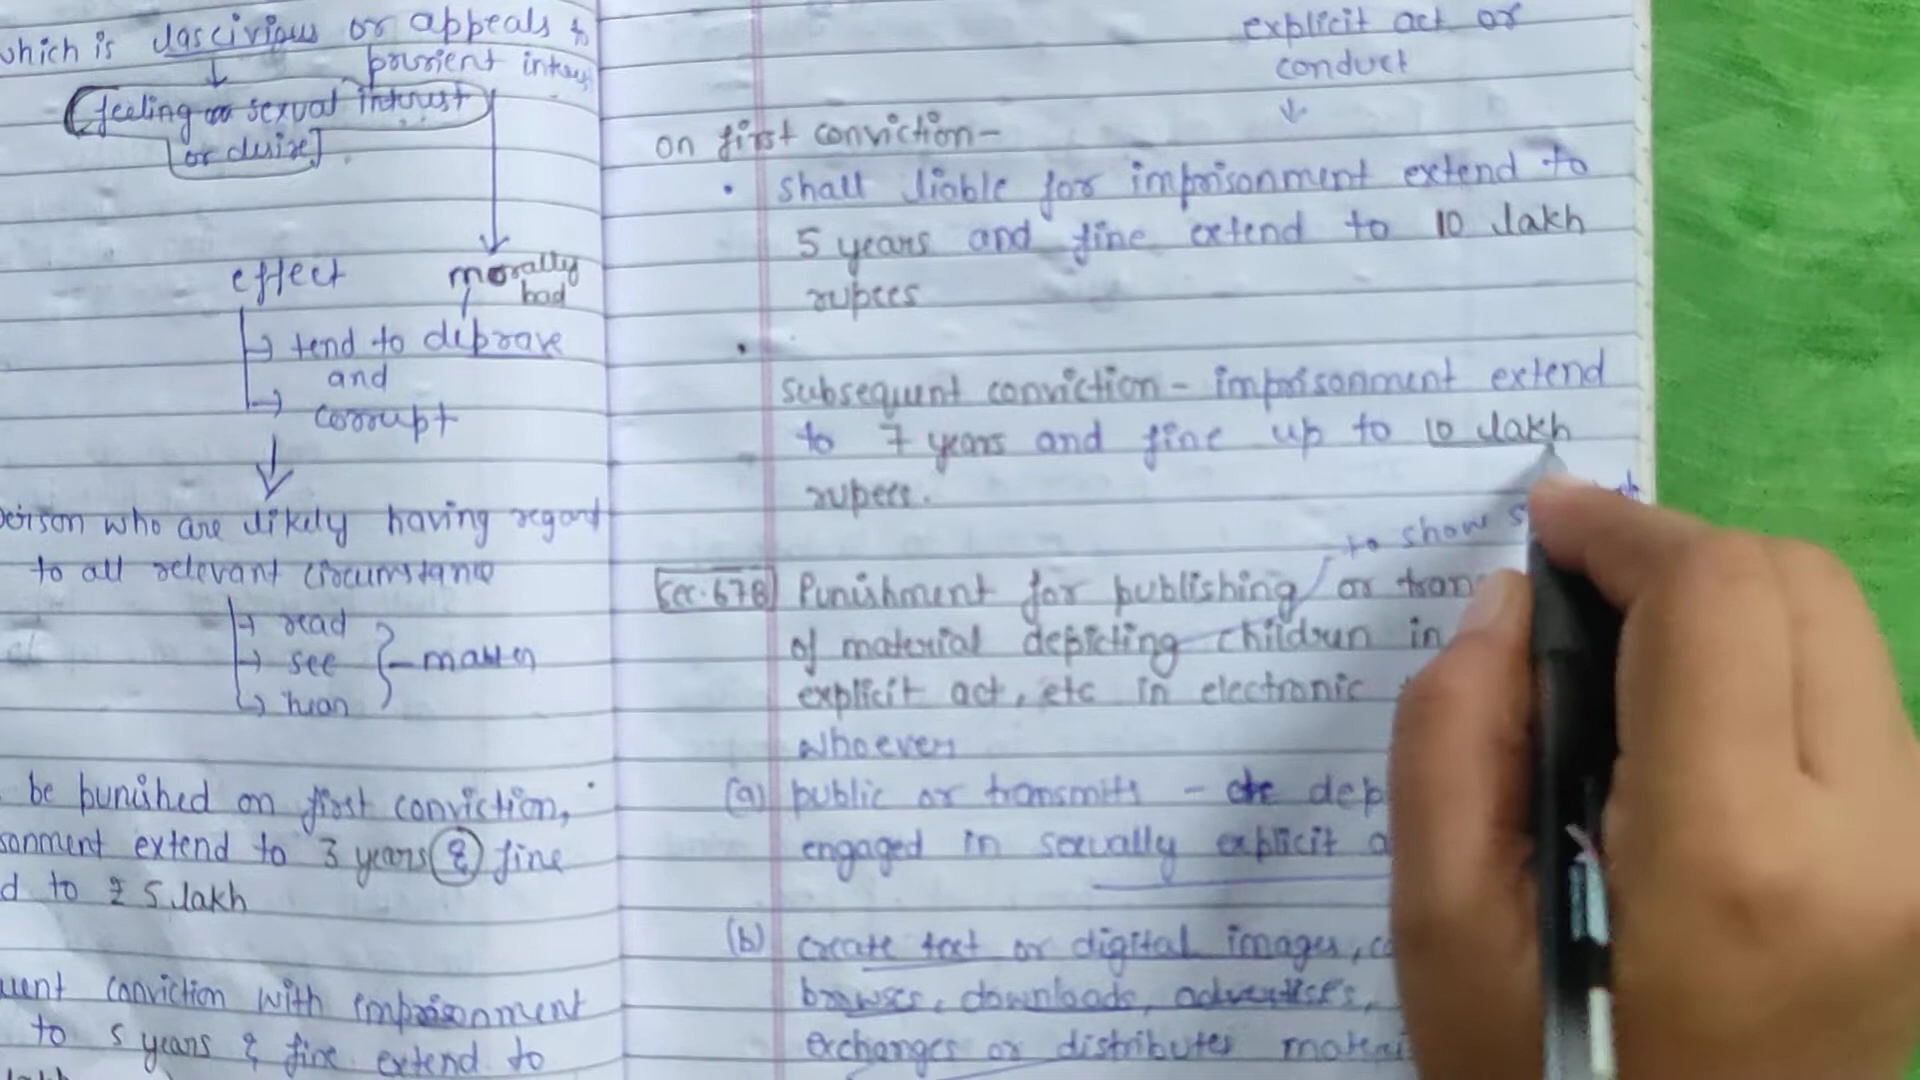 which is lascivious or appeals to
prurient
feeling or sexual interest
or desire]
effect
morally
bad
tend to deprave
and
corrupt
who are likely having regard
to all relevant circumstance
read
see
hear
matter
be punished on first conviction,
extend to 3 years & fine
to ₹ 5 lakh
conviction with imprisonment
to 5 years & fine extend to
explicit act or
conduct
on first conviction-
• shall liable for imprisonment extend to
5 years and fine extend to 10 lakh
rupees
subsequent conviction - imprisonment extend
to 7 years and fine up to 10 lakh
rupees.
to show
Sec. 67B Punishment for publishing or
of material depicting children in
explicit act, etc in electronic
whoever
(a) public or transmits -
engaged in sexually explicit
(b) create text or digital images,
browses, downloads, advertises,
exchanges or distributes